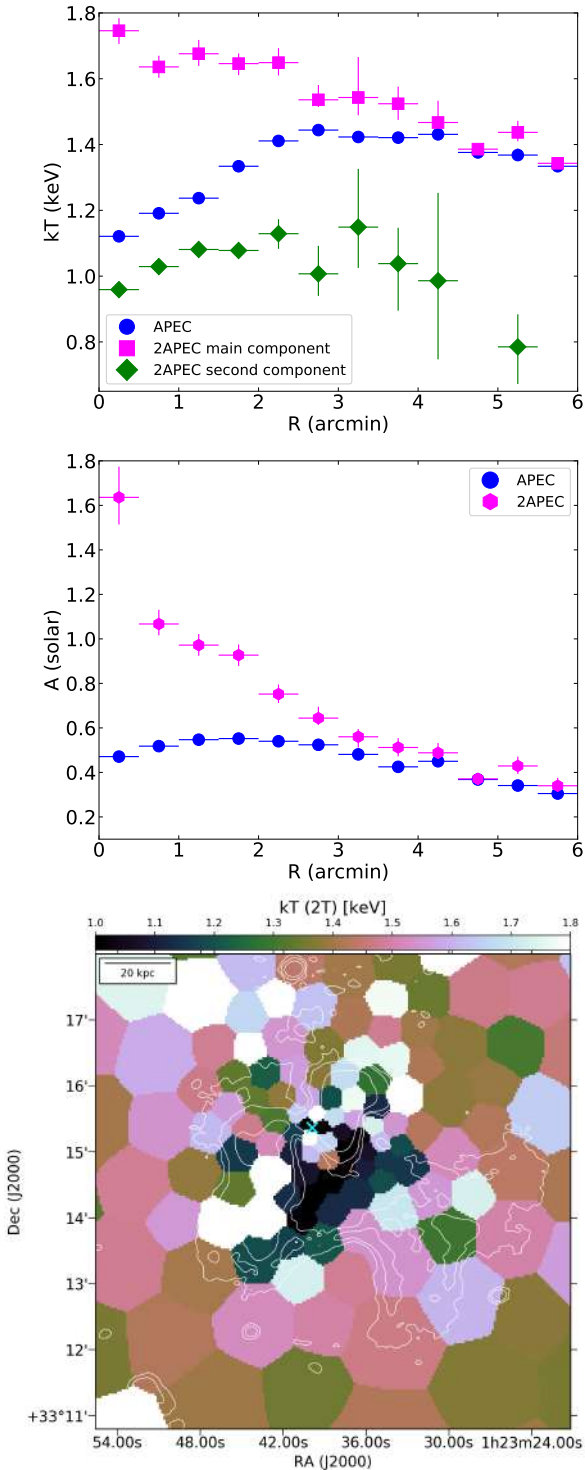 1.8
1.6
1.4
1.2
1.0
0.8
kT (keV)
APEC
2APEC main component
2APEC second component
0 1 2 3 4 5 6
R (arcmin)
1.8
1.6
1.4
1.2
1.0
0.8
0.6
0.4
0.2
A (solar)
APEC
2APEC
0 1 2 3 4 5 6
R (arcmin)
kT (2T) [keV]
1.0 1.1 1.2 1.3 1.4 1.5 1.6 1.7 1.8
20 kpc
17'
16'
15'
14'
13'
12'
+33°11'
Dec (J2000)
54.00s 48.00s 42.00s 36.00s 30.00s 1h23m24.00s
RA (J2000)